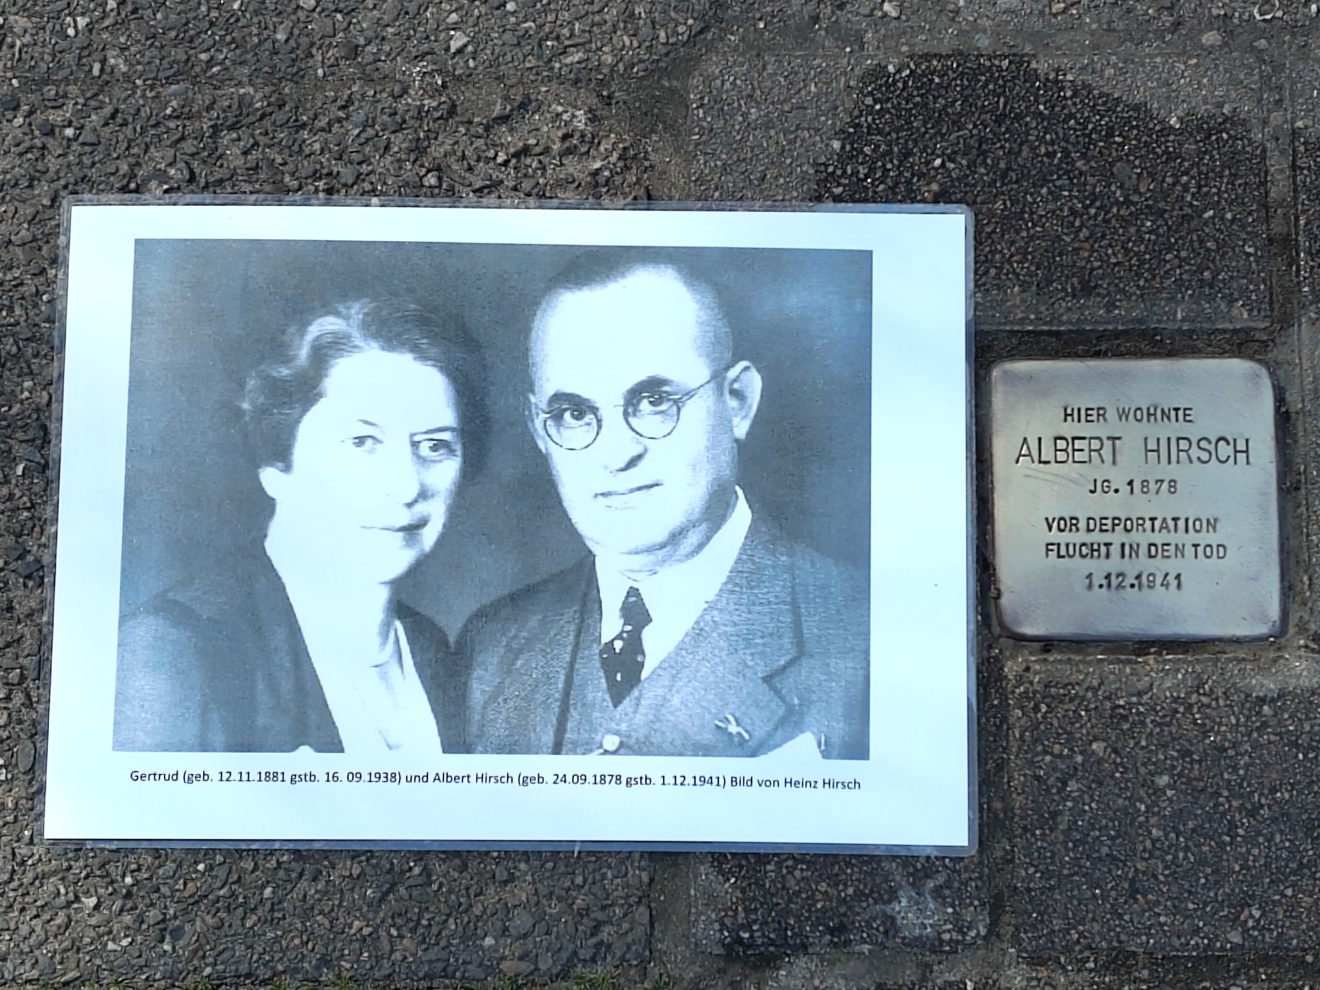 Gertrud (geb. 12.11.1881 gstb. 16. 09.1938) und Albert Hirsch (geb. 24.09.1878 gstb. 1.12.1941) Bild von Heinz Hirsch
HIER WOHNTE
ALBERT HIRSCH
JG. 1878
VOR DEPORTATION
FLUCHT IN DEN TOD
1.12.1941